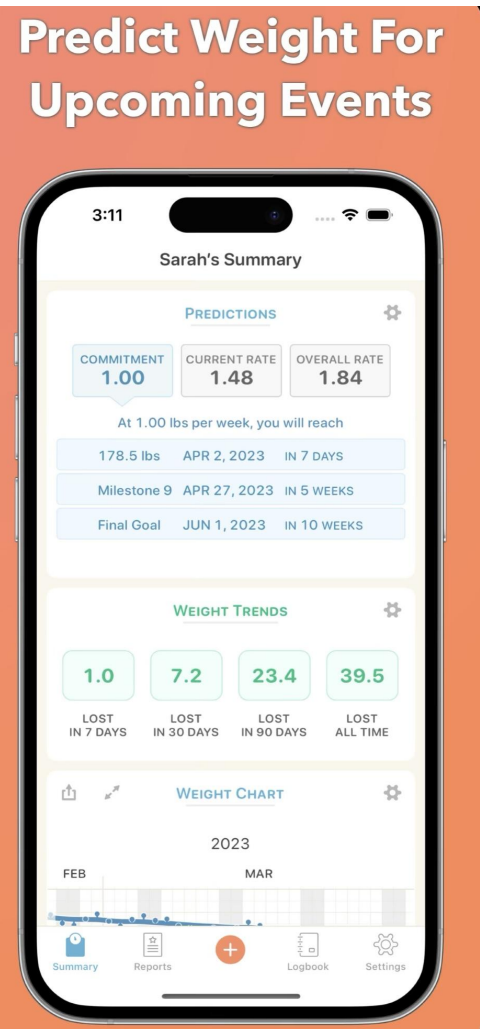 Predict Weight For
Upcoming Events
3:11
Sarah's Summary
PREDICTIONS
COMMITMENT CURRENT RATE OVERALL RATE
1.00 1.48 1.84
At 1.00 lbs per week, you will reach
178.5 lbs APR 2, 2023 IN 7 DAYS
Milestone 9 APR 27, 2023 IN 5 WEEKS
Final Goal JUN 1, 2023 IN 10 WEEKS
WEIGHT TRENDS
1.0 7.2 23.4 39.5
LOST LOST LOST LOST
IN 7 DAYS IN 30 DAYS IN 90 DAYS ALL TIME
WEIGHT CHART
2023
FEB MAR
Summary Reports Logbook Settings